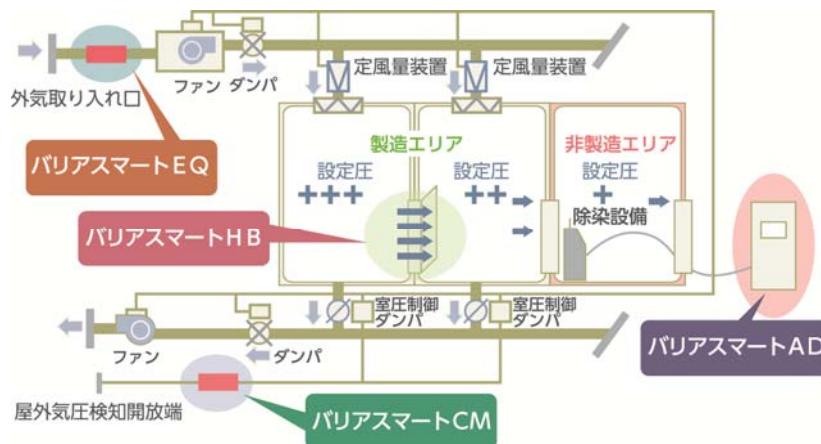 定風量装置
定風量装置
ファン
ダンパ
外気取り入れ口
バリアスマートEQ
製造エリア
非製造エリア
設定圧
+++
設定圧
++
設定圧
+
除染設備
バリアスマートHB
室圧制御
ダンパ
室圧制御
ダンパ
バリアスマートAD
ファン
ダンパ
屋外気圧検知開放端
バリアスマートCM